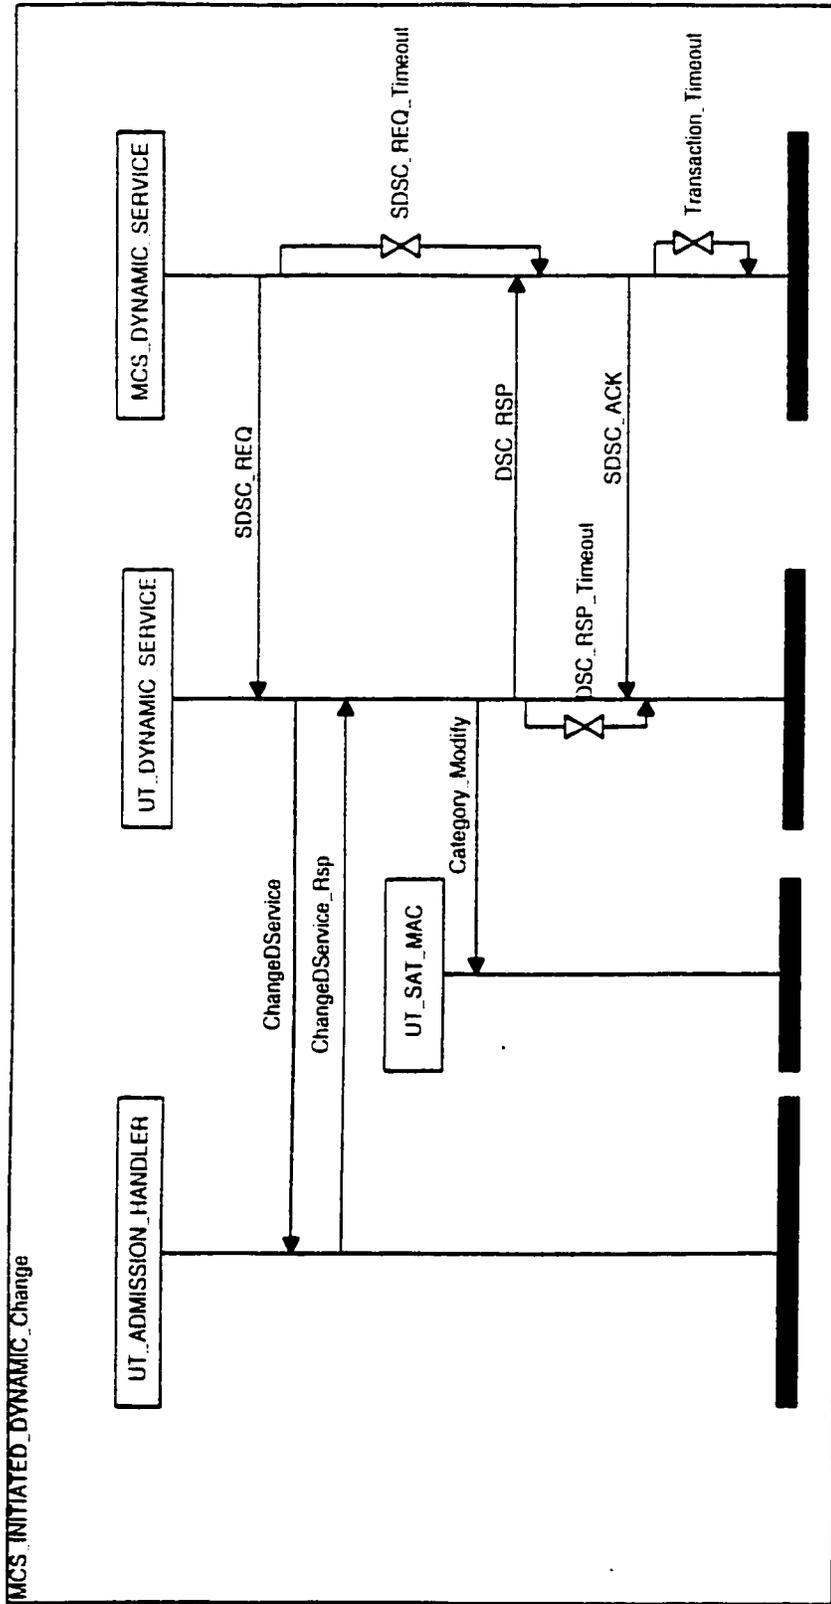 MCS_INITIATED_DYNAMIC_Change
UT_ADMISSION_HANDLER
UT_DYNAMIC_SERVICE
MCS_DYNAMIC_SERVICE
SDSC_REQ
ChangeDService
SDSC_REQ_Timeout
ChangeDService_Rsp
UT_SAT_MAC
Category_Modify
DSC_RSP
DSC_RSP_Timeout
SDSC_ACK
Transaction_Timeout